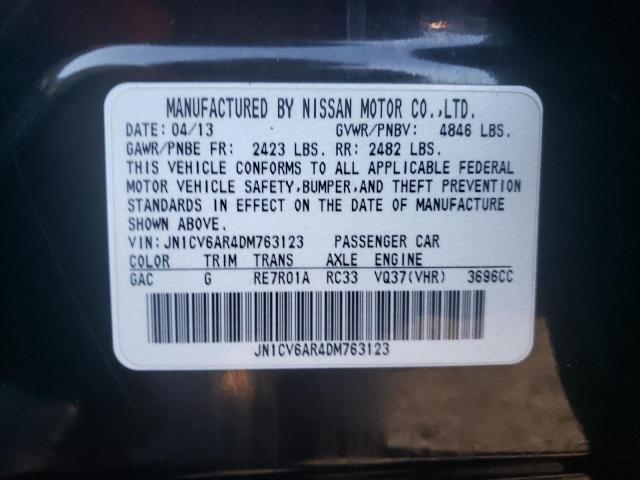 MANUFACTURED BY NISSAN MOTOR CO.,LTD.
DATE: 04/13 GVWR/PNBV: 4846 LBS.
GAWR/PNBE FR: 2423 LBS. RR: 2482 LBS.
THIS VEHICLE CONFORMS TO ALL APPLICABLE FEDERAL
MOTOR VEHICLE SAFETY,BUMPER,AND THEFT PREVENTION
STANDARDS IN EFFECT ON THE DATE OF MANUFACTURE
SHOWN ABOVE.
VIN:JN1CV6AR4DM763123 PASSENGER CAR
COLOR TRIM TRANS AXLE ENGINE
GAC G RE7R01A RC33 VQ37(VHR) 3696CC
JN1CV6AR4DM763123